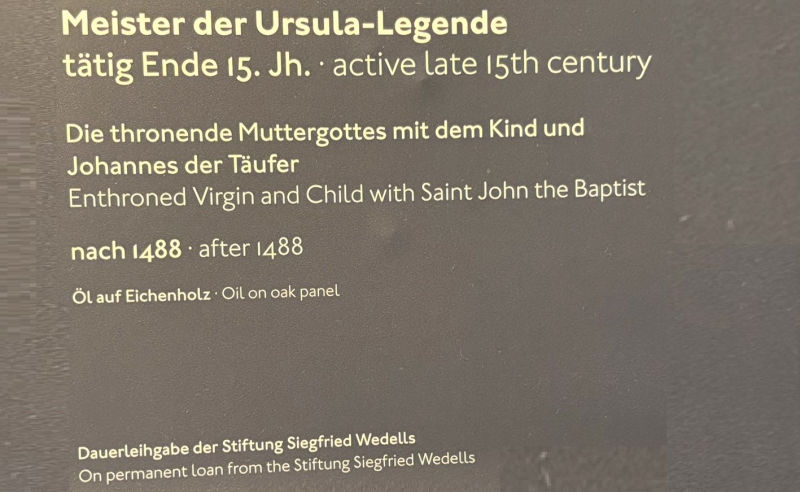 Meister der Ursula-Legende
tätig Ende 15. Jh. · active late 15th century
Die thronende Muttergottes mit dem Kind und
Johannes der Täufer
Enthroned Virgin and Child with Saint John the Baptist
nach 1488 · after 1488
Öl auf Eichenholz · Oil on oak panel
Dauerleihgabe der Stiftung Siegfried Wedells
On permanent loan from the Stiftung Siegfried Wedells